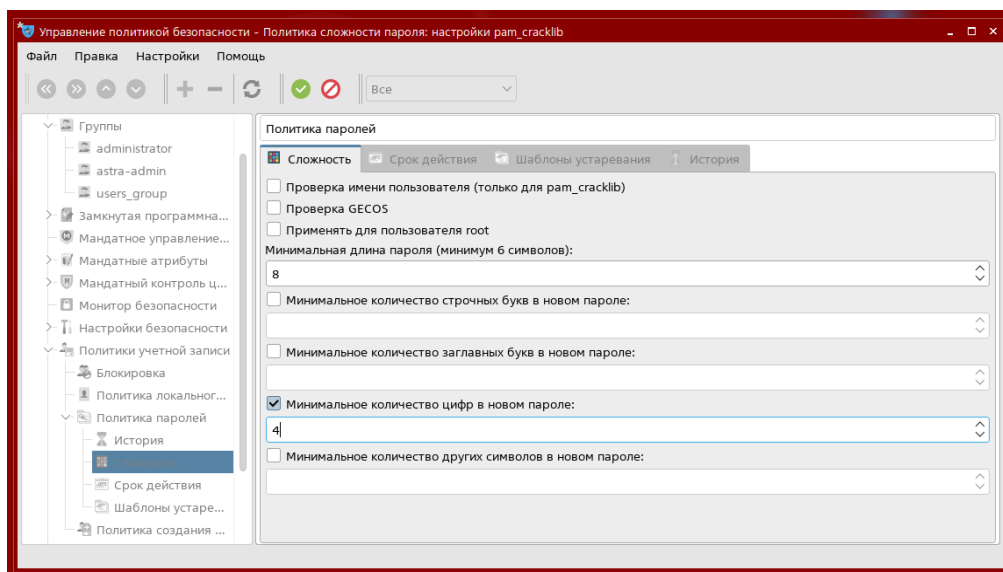 Управление политикой безопасности - Политика сложности пароля: настройки pam_cracklib
Файл Правка Настройки Помощь
Все
Группы
administrator
astra-admin
users_group
Замкнутая программна...
Мандатное управление...
Мандатные атрибуты
Мандатный контроль ц...
Монитор безопасности
Настройки безопасности
Политики учетной записи
Блокировка
Политика локальног...
Политика паролей
История
Срок действия
Шаблоны устаре...
Политика создания ...
Политика паролей
Сложность Срок действия Шаблоны устаревания История
Проверка имени пользователя (только для pam_cracklib)
Проверка GECOS
Применять для пользователя root
Минимальная длина пароля (минимум 6 символов):
8
Минимальное количество строчных букв в новом пароле:
Минимальное количество заглавных букв в новом пароле:
Минимальное количество цифр в новом пароле:
4
Минимальное количество других символов в новом пароле: